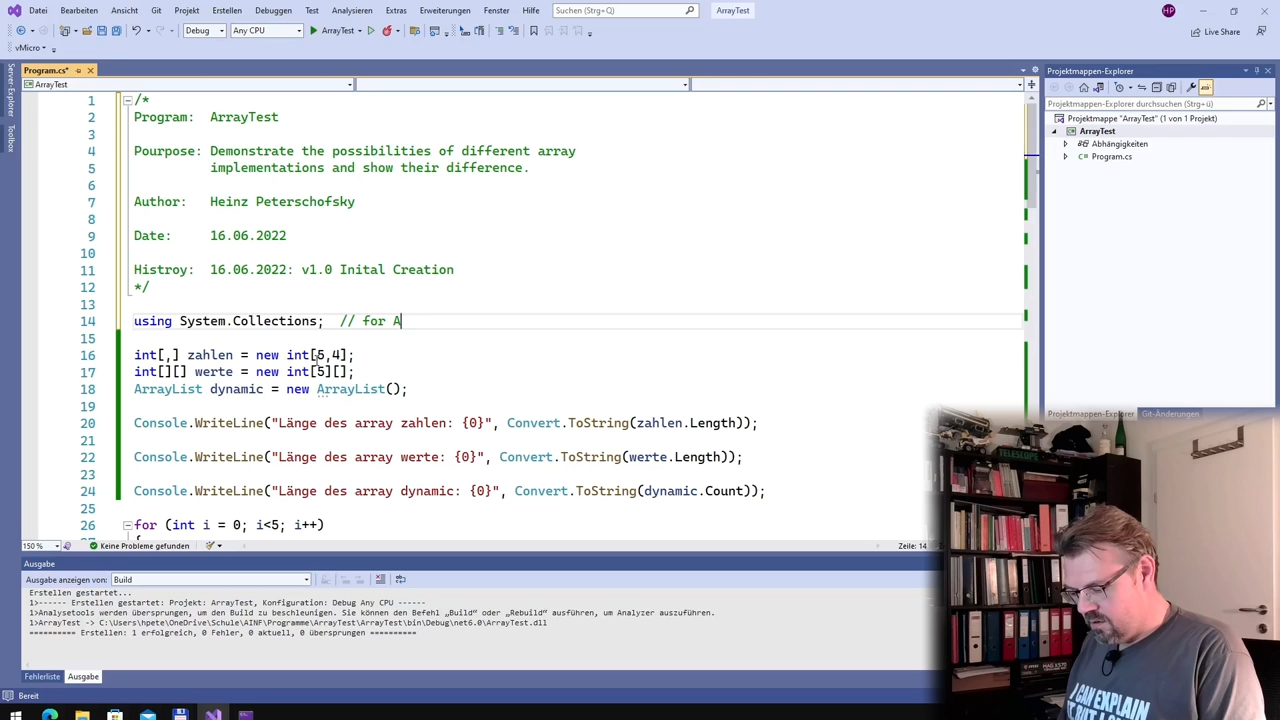 Datei Bearbeiten Ansicht Git Projekt Erstellen Debuggen Test Analysieren Extras Erweiterungen Fenster Hilfe Suchen (Strg+Q) ArrayTest HP
Debug Any CPU ArrayTest Live Share
vMicro
Program.cs* Projektmappen-Explorer
ArrayTest
Projektmappen-Explorer durchsuchen (Strg+ü)
Projektmappe "ArrayTest" (1 von 1 Projekt)
ArrayTest
Abhängigkeiten
Program.cs
Server-Explorer
Toolbox
1 /*
2 Program: ArrayTest
3
4 Pourpose: Demonstrate the possibilities of different array
5 implementations and show their difference.
6
7 Author: Heinz Peterschofsky
8
9 Date: 16.06.2022
10
11 Histroy: 16.06.2022: v1.0 Inital Creation
12 */
13
14 using System.Collections; // for A
15
16 int[,] zahlen = new int[5,4];
17 int[][] werte = new int[5][];
18 ArrayList dynamic = new ArrayList();
19
20 Console.WriteLine("Länge des array zahlen: {0}", Convert.ToString(zahlen.Length));
21
22 Console.WriteLine("Länge des array werte: {0}", Convert.ToString(werte.Length));
23
24 Console.WriteLine("Länge des array dynamic: {0}", Convert.ToString(dynamic.Count));
25
26 for (int i = 0; i<5; i++)
Projektmappen-Explorer Git-Änderungen
TELESCOPE
150 % Keine Probleme gefunden Zeile: 14
Ausgabe
Ausgabe anzeigen von: Build
Erstellen gestartet...
1>------ Erstellen gestartet: Projekt: ArrayTest, Konfiguration: Debug Any CPU ------
1>Analysetools werden übersprungen, um den Build zu beschleunigen. Sie können den Befehl „Build“ oder „Rebuild“ ausführen, um Analyzer auszuführen.
1>ArrayTest -> C:\Users\hpete\OneDrive\Schule\AINF\Programme\ArrayTest\ArrayTest\bin\Debug\net6.0\ArrayTest.dll
========== Erstellen: 1 erfolgreich, 0 Fehler, 0 aktuell, 0 übersprungen ==========
Fehlerliste Ausgabe
Bereit
MAG X570
I CAN EXPLAIN